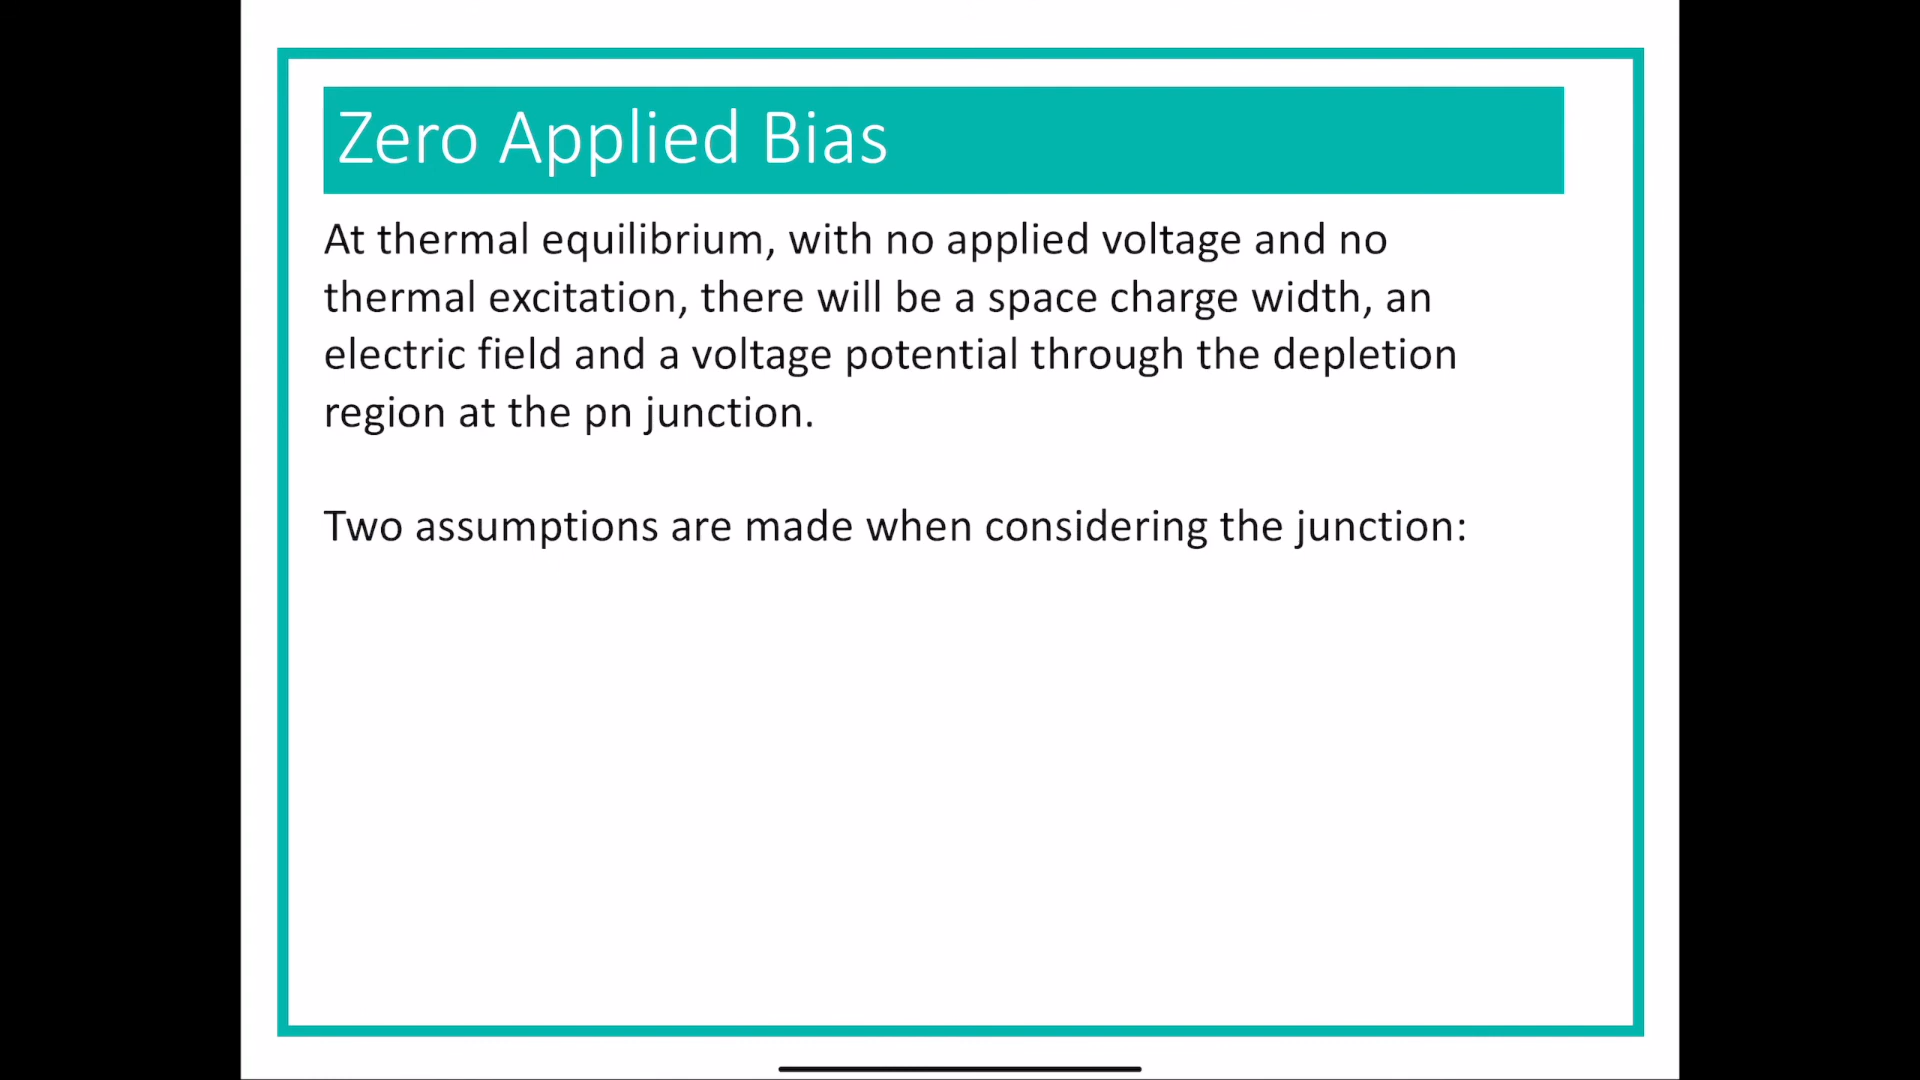 Zero Applied Bias
At thermal equilibrium, with no applied voltage and no
thermal excitation, there will be a space charge width, an
electric field and a voltage potential through the depletion
region at the pn junction.
Two assumptions are made when considering the junction: